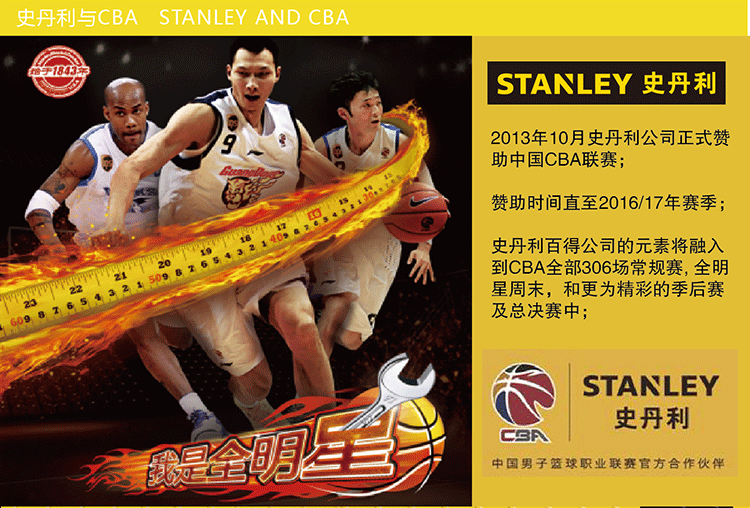 史丹利与CBA STANLEY AND CBA
始于1843年
9
GuangDong
STANLEY 史丹利
2013年10月史丹利公司正式赞
助中国CBA联赛；
赞助时间直至2016/17年赛季；
史丹利百得公司的元素将融入
到CBA全部306场常规赛, 全明
星周末，和更为精彩的季后赛
及总决赛中；
我是全明星
CBA
STANLEY
史丹利
中国男子篮球职业联赛官方合作伙伴